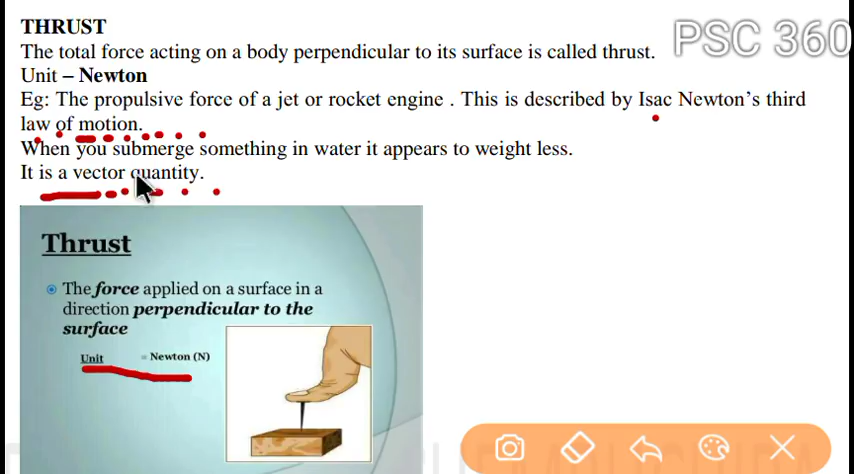 THRUST
PSC 360
The total force acting on a body perpendicular to its surface is called thrust.
Unit – Newton
Eg: The propulsive force of a jet or rocket engine . This is described by Isac Newton's third
law of motion.
When you submerge something in water it appears to weight less.
It is a vector quantity.
Thrust
The force applied on a surface in a
direction perpendicular to the
surface
Unit = Newton (N)